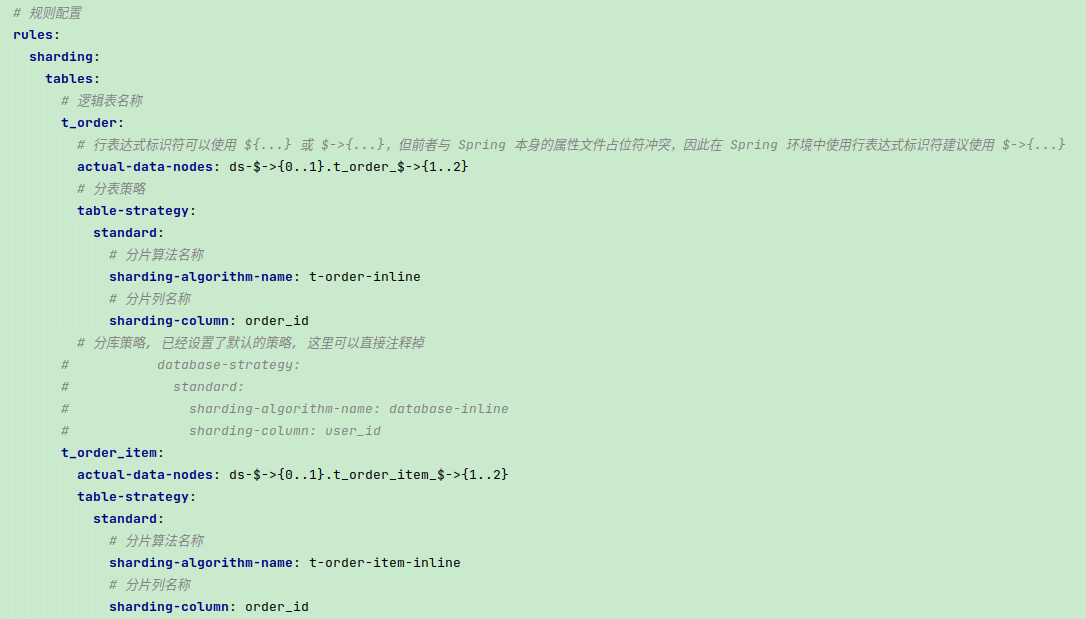 # 规则配置
rules:
  sharding:
    tables:
      # 逻辑表名称
      t_order:
        # 行表达式标识符可以使用 ${...} 或 $->{...}，但前者与 Spring 本身的属性文件占位符冲突，因此在 Spring 环境中使用行表达式标识符建议使用 $->{...}
        actual-data-nodes: ds-$->{0..1}.t_order_$->{1..2}
        # 分表策略
        table-strategy:
          standard:
            # 分片算法名称
            sharding-algorithm-name: t-order-inline
            # 分片列名称
            sharding-column: order_id
        # 分库策略, 已经设置了默认的策略, 这里可以直接注释掉
      #           database-strategy:
      #             standard:
      #               sharding-algorithm-name: database-inline
      #               sharding-column: user_id
      t_order_item:
        actual-data-nodes: ds-$->{0..1}.t_order_item_$->{1..2}
        table-strategy:
          standard:
            # 分片算法名称
            sharding-algorithm-name: t-order-item-inline
            # 分片列名称
            sharding-column: order_id